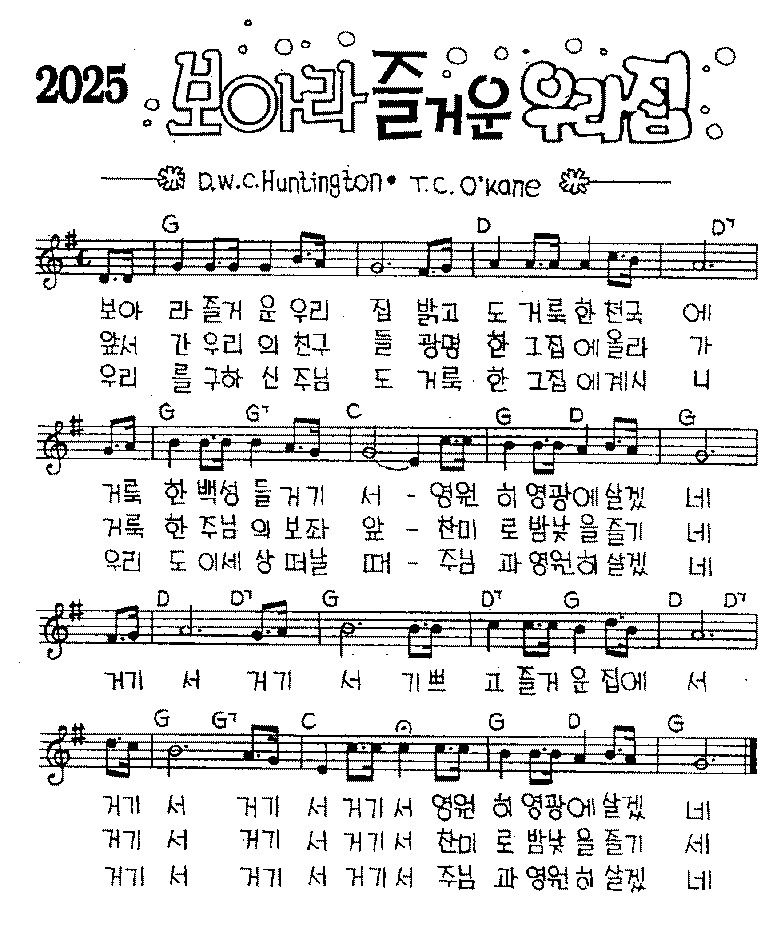 2025 보아라 즐거운 우리집
D.W.C.Huntington • T.C.O'Kane
G D D7
보아 라 즐거 운 우리 집 밝고 도 거룩 한 천국 에
앞서 간 우리 의 친구 들 광명 한 그집 에올라 가
우리 를 구하 신 주님 도 거룩 한 그집 에계시 니
G G7 C G D G
거룩 한 백성 들 거기 서 - 영원 히 영광에살겠 네
거룩 한 주님 의 보좌 앞 - 찬미 로 밤낮 을즐기 네
우리 도 이세 상 떠날 때 - 주님 과 영원히살겠 네
D D7 G D7 G D D7
거기 서 거기 서 기쁘 고 즐거 운 집에 서
G G7 C G D G
거기 서 거기 서 거기서 영원 히 영광에살겠 네
거기 서 거기 서 거기서 찬미 로 밤낮 을즐기 세
거기 서 거기 서 거기서 주님 과 영원히살겠 네